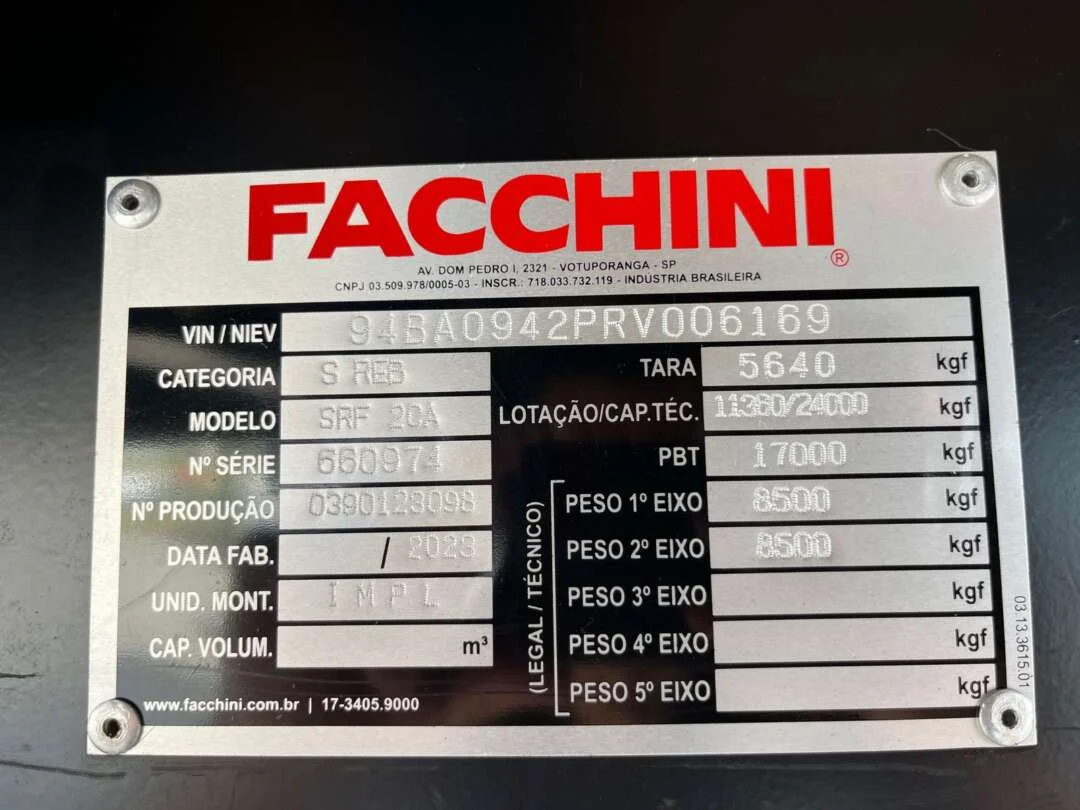 FACCHINI®
AV. DOM PEDRO I, 2321 - VOTUPORANGA - SP
CNPJ 03.509.978/0005-03 - INSCR.: 718.033.732.119 - INDÚSTRIA BRASILEIRA
VIN / NIEV 94BA0942PRV006169
CATEGORIA S REB
MODELO SRF 2CA
Nº SÉRIE 660974
Nº PRODUÇÃO 0390128098
DATA FAB. / 2023
UNID. MONT. IMPL
CAP. VOLUM. m³
TARA 5640 kgf
LOTAÇÃO/CAP.TÉC. 11360/24000 kgf
PBT 17000 kgf
(LEGAL / TÉCNICO)
PESO 1º EIXO 8500 kgf
PESO 2º EIXO 8500 kgf
PESO 3º EIXO kgf
PESO 4º EIXO kgf
PESO 5º EIXO kgf
www.facchini.com.br | 17-3405.9000
03.13.3615.01